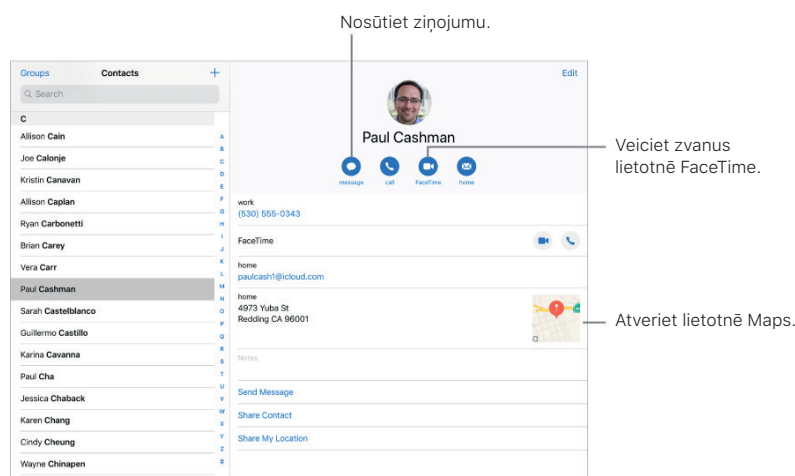 Nosūtiet ziņojumu.
Groups Contacts +
Search
C
Allison Cain
Joe Calonje
Kristin Canavan
Allison Caplan
Ryan Carbonetti
Brian Carey
Vera Carr
Paul Cashman
Sarah Castelblanco
Guillermo Castillo
Karina Cavanna
Paul Cha
Jessica Chaback
Karen Chang
Cindy Cheung
Wayne Chinapen
A
B
C
D
E
F
G
H
I
J
K
L
M
N
O
P
Q
R
S
T
U
V
W
X
Y
Z
#
Edit
Paul Cashman
message call FaceTime home
work
(530) 555-0343
FaceTime
home
paulcash1@icloud.com
home
4973 Yuba St
Redding CA 96001
Notes
Send Message
Share Contact
Share My Location
Veiciet zvanus
lietotnē FaceTime.
Atveriet lietotnē Maps.